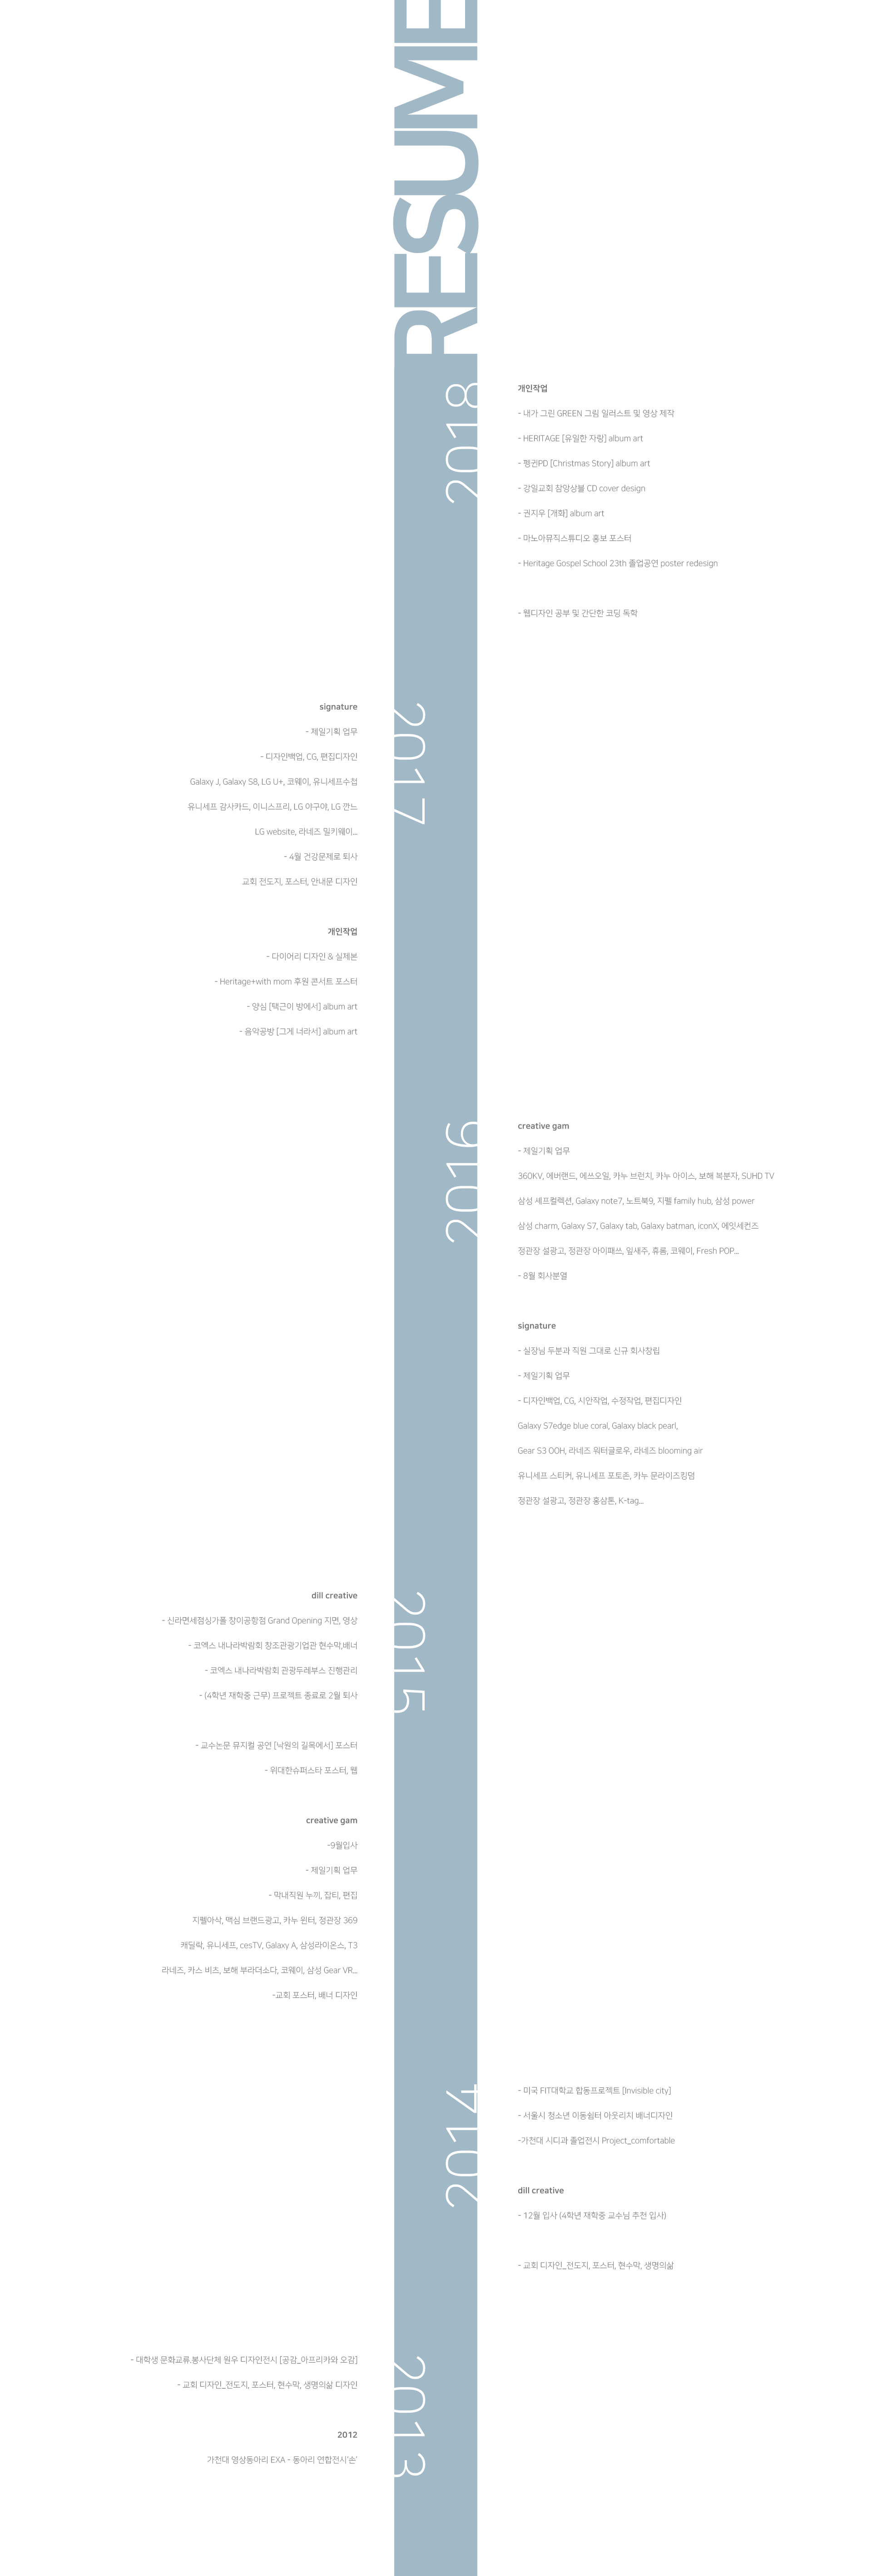 RESUME
2018
개인작업
- 내가 그린 GREEN 그림 일러스트 및 영상 제작
- HERITAGE [유일한 자랑] album art
- 펭귄PD [Christmas Story] album art
- 강일교회 찬양상블 CD cover design
- 권지우 [개화] album art
- 마노아뮤직스튜디오 홍보 포스터
- Heritage Gospel School 23th 졸업공연 poster redesign
- 웹디자인 공부 및 간단한 코딩 독학
2017
signature
- 제일기획 업무
- 디자인백업, CG, 편집디자인
Galaxy J, Galaxy S8, LG U+, 코웨이, 유니세프수첩
유니세프 감사카드, 이니스프리, LG 야구야, LG 깐느
LG website, 라네즈 밀키웨이...
- 4월 건강문제로 퇴사
교회 전도지, 포스터, 안내문 디자인
개인작업
- 다이어리 디자인 & 실제본
- Heritage+with mom 후원 콘서트 포스터
- 양심 [택근이 방에서] album art
- 음악공방 [그게 너라서] album art
2016
creative gam
- 제일기획 업무
360KV, 에버랜드, 에쓰오일, 카누 브런치, 카누 아이스, 보해 복분자, SUHD TV
삼성 셰프컬렉션, Galaxy note7, 노트북9, 지펠 family hub, 삼성 power
삼성 charm, Galaxy S7, Galaxy tab, Galaxy batman, iconX, 에잇세컨즈
정관장 설광고, 정관장 아이패쓰, 잎새주, 휴롬, 코웨이, Fresh POP...
- 8월 회사분열
signature
- 실장님 두분과 직원 그대로 신규 회사창립
- 제일기획 업무
- 디자인백업, CG, 시안작업, 수정작업, 편집디자인
Galaxy S7edge blue coral, Galaxy black pearl,
Gear S3 OOH, 라네즈 워터글로우, 라네즈 blooming air
유니세프 스티커, 유니세프 포토존, 카누 문라이즈킹덤
정관장 설광고, 정관장 홍삼톤, K-tag...
2015
dill creative
- 신라면세점싱가폴 창이공항점 Grand Opening 지면, 영상
- 코엑스 내나라박람회 창조관광기업관 현수막,배너
- 코엑스 내나라박람회 관광두레부스 진행관리
- (4학년 재학중 근무) 프로젝트 종료로 2월 퇴사
- 교수논문 뮤지컬 공연 [낙원의 길목에서] 포스터
- 위대한슈퍼스타 포스터, 웹
creative gam
-9월입사
- 제일기획 업무
- 막내직원 누끼, 잡티, 편집
지펠아삭, 맥심 브랜드광고, 카누 윈터, 정관장 369
캐딜락, 유니세프, cesTV, Galaxy A, 삼성라이온스, T3
라네즈, 카스 비츠, 보해 부라더소다, 코웨이, 삼성 Gear VR...
-교회 포스터, 배너 디자인
2014
- 미국 FIT대학교 합동프로젝트 [Invisible city]
- 서울시 청소년 이동쉼터 아웃리치 배너디자인
-가천대 시디과 졸업전시 Project_comfortable
dill creative
- 12월 입사 (4학년 재학중 교수님 추천 입사)
- 교회 디자인_전도지, 포스터, 현수막, 생명의삶
2013
- 대학생 문화교류.봉사단체 원우 디자인전시 [공감_아프리카와 오감]
- 교회 디자인_전도지, 포스터, 현수막, 생명의삶 디자인
2012
가천대 영상동아리 EXA - 동아리 연합전시'손'